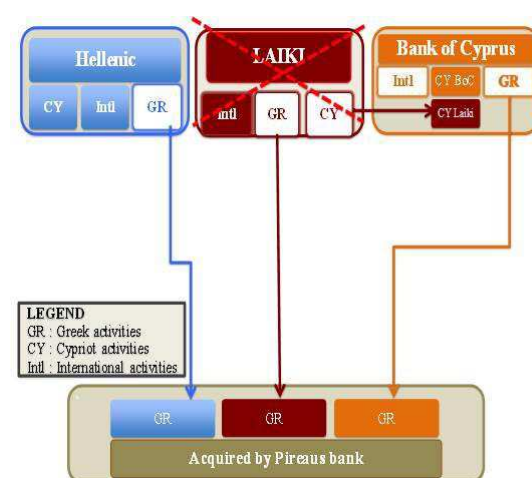 Hellenic
CY Intl GR
LAIKI
Intl GR CY
Bank of Cyprus
Intl CY BoC GR
CY Laiki
LEGEND
GR : Greek activities
CY : Cypriot activities
Intl : International activities
GR GR GR
Acquired by Pireaus bank